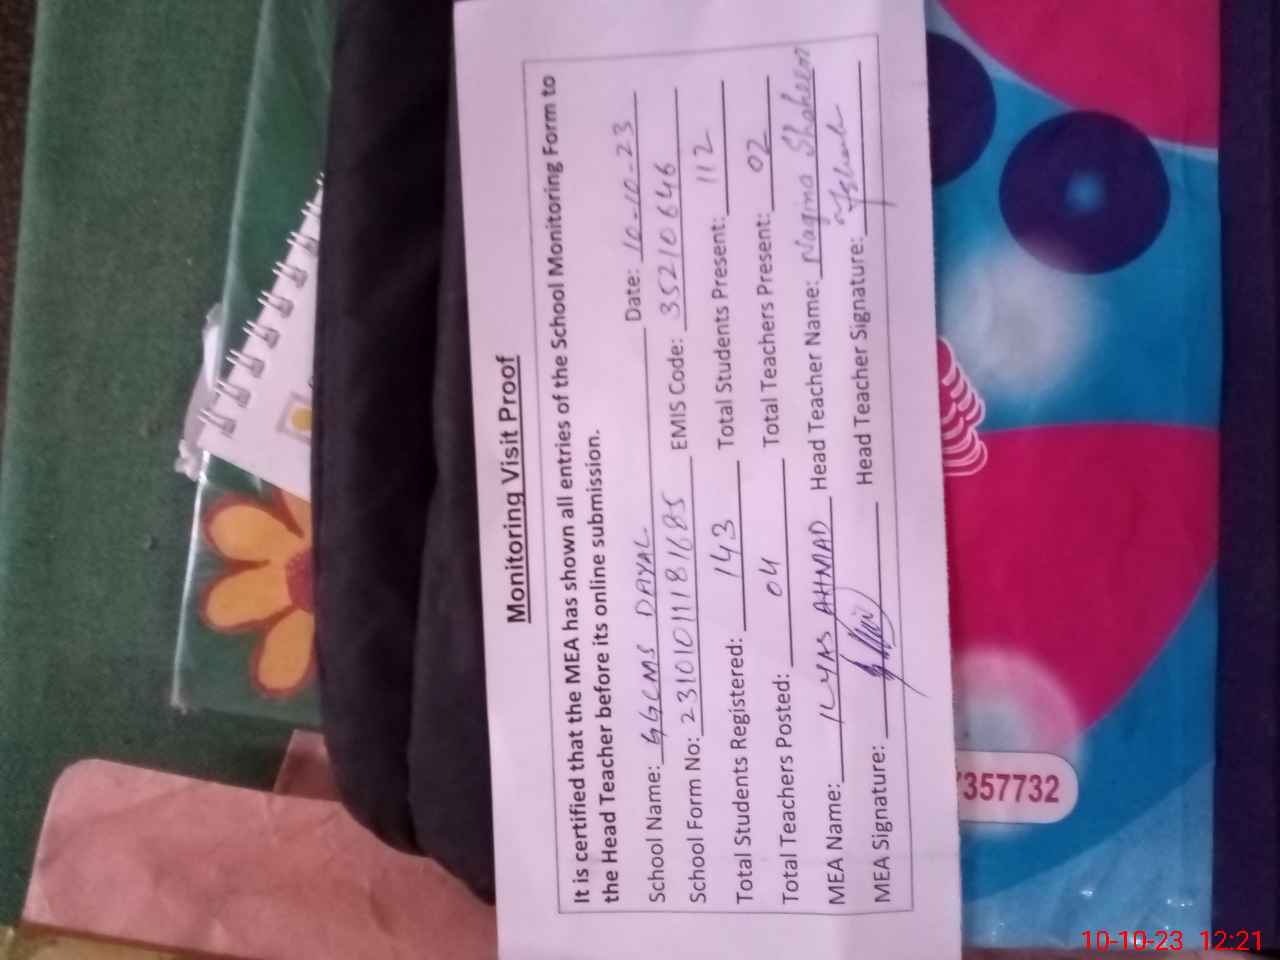 Monitoring Visit Proof
It is certified that the MEA has shown all entries of the School Monitoring Form to
the Head Teacher before its online submission.
School Name: GGCMS DAYAL Date: 10-10-23
School Form No: 23101011181685 EMIS Code: 35210646
Total Students Registered: 143 Total Students Present: 112
Total Teachers Posted: 04 Total Teachers Present: 02
MEA Name: ILYAS AHMAD Head Teacher Name: Nagina Shaheen
MEA Signature: Head Teacher Signature:
357732
10-10-23 12:21